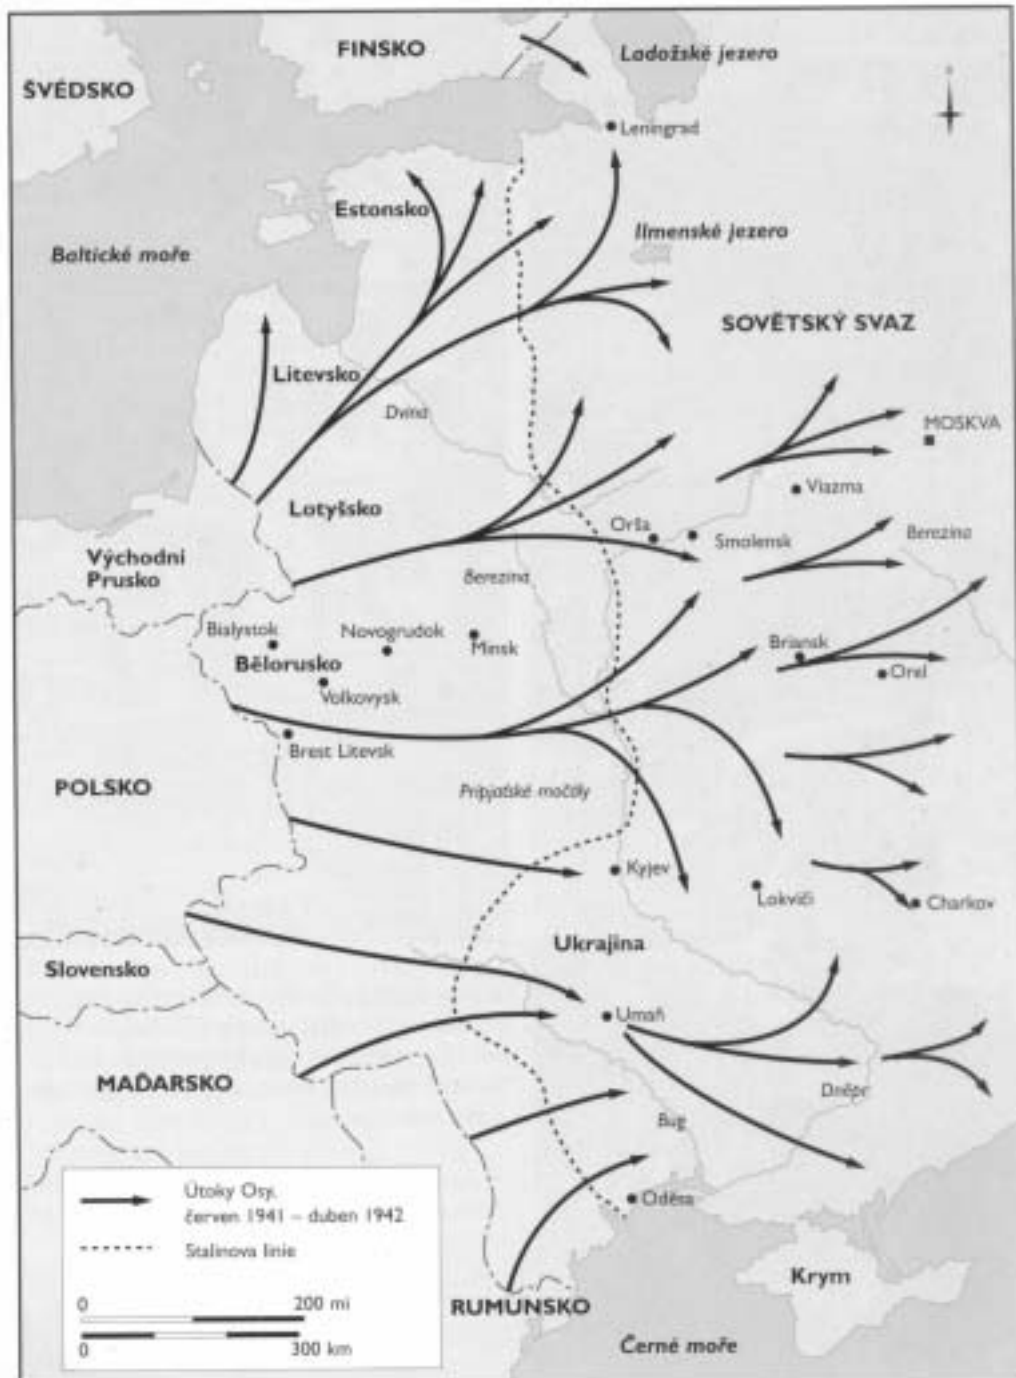 FINSKO
Ladožské jezero
ŠVÉDSKO
Leningrad
Estonsko
Ilmenské jezero
Baltické moře
SOVĚTSKÝ SVAZ
Litevsko
Dvina
MOSKVA
Viazma
Lotyšsko
Orša
Smolensk
Berezina
Východní
Prusko
Berezina
Bialystok
Novogrudok
Minsk
Briansk
Bělorusko
Orel
Volkovysk
Brest Litevsk
POLSKO
Pripjaťské močály
Kyjev
Lokviči
Charkov
Ukrajina
Slovensko
Umaň
MAĎARSKO
Dněpr
Bug
Útoky Osy,
červen 1941 – duben 1942
Oděsa
Stalinova linie
Krym
0 200 mi
RUMUNSKO
0 300 km
Černé moře